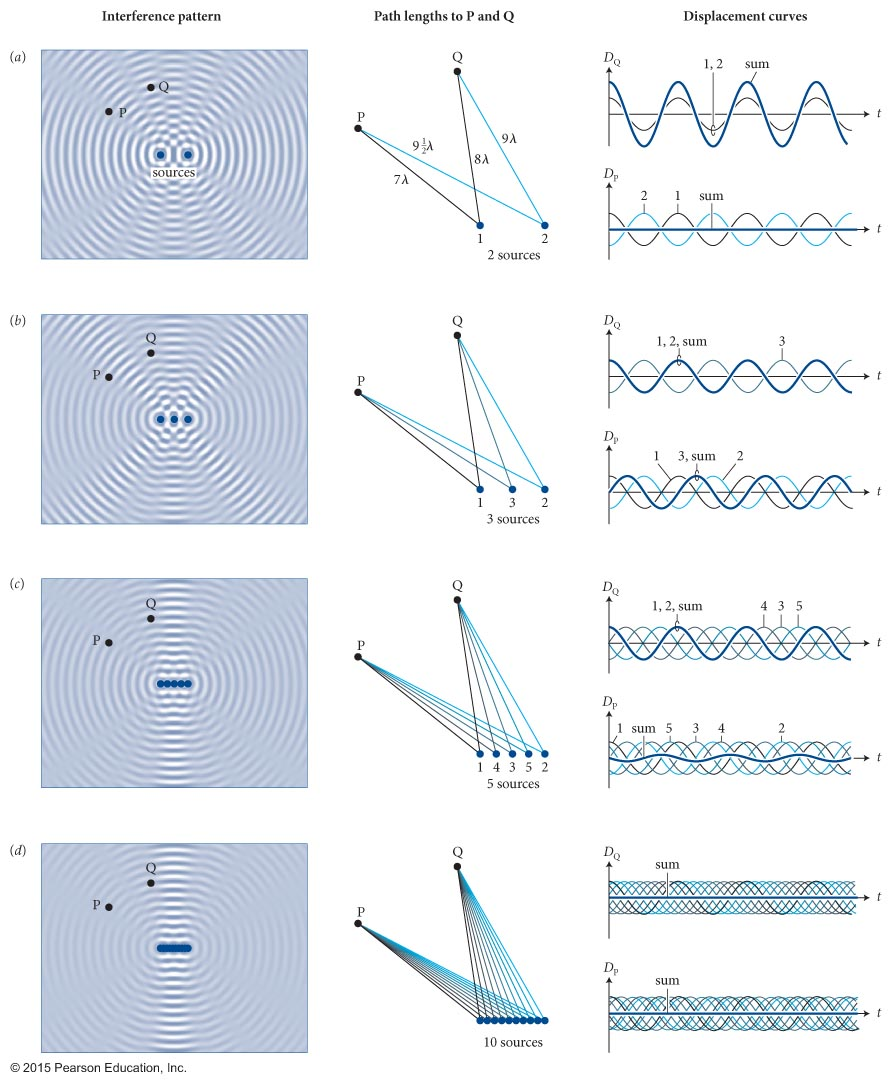 Interference pattern
Path lengths to P and Q
Displacement curves
(a)
Q
P
sources
Q
P
9 1/2 λ
9λ
8λ
7λ
1
2
2 sources
D_Q
1, 2
sum
t
D_P
2
1
sum
t
(b)
Q
P
Q
P
1
3
2
3 sources
D_Q
1, 2, sum
3
t
D_P
1
3, sum
2
t
(c)
Q
P
Q
P
1
4
3
5
2
5 sources
D_Q
1, 2, sum
4
3
5
t
D_P
1
sum
5
3
4
2
t
(d)
Q
P
Q
P
10 sources
D_Q
sum
t
D_P
sum
t
© 2015 Pearson Education, Inc.